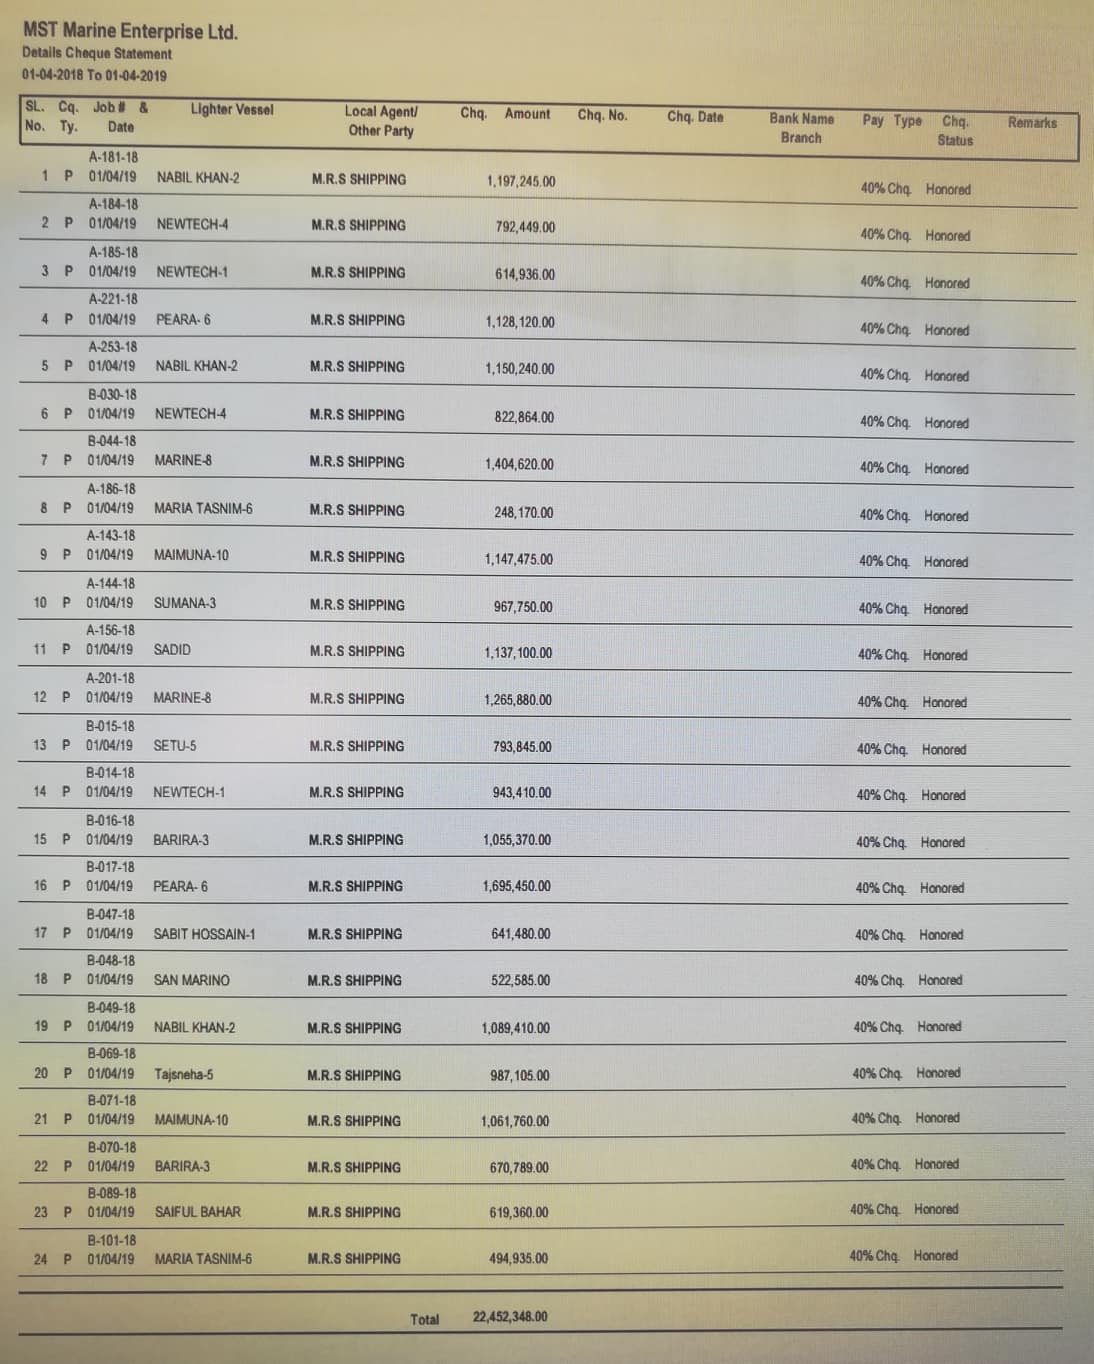 MST Marine Enterprise Ltd.
Details Cheque Statement
01-04-2018 To 01-04-2019
SL. Cq. Job # & Lighter Vessel Local Agent/ Chq. Amount Chq. No. Chq. Date Bank Name Pay Type Chq. Remarks
No. Ty. Date Other Party Branch Status
A-181-18
1 P 01/04/19 NABIL KHAN-2 M.R.S SHIPPING 1,197,245.00 40% Chq. Honored
A-184-18
2 P 01/04/19 NEWTECH-4 M.R.S SHIPPING 792,449.00 40% Chq. Honored
A-185-18
3 P 01/04/19 NEWTECH-1 M.R.S SHIPPING 614,936.00 40% Chq. Honored
A-221-18
4 P 01/04/19 PEARA- 6 M.R.S SHIPPING 1,128,120.00 40% Chq. Honored
A-253-18
5 P 01/04/19 NABIL KHAN-2 M.R.S SHIPPING 1,150,240.00 40% Chq. Honored
B-030-18
6 P 01/04/19 NEWTECH-4 M.R.S SHIPPING 822,864.00 40% Chq. Honored
B-044-18
7 P 01/04/19 MARINE-8 M.R.S SHIPPING 1,404,620.00 40% Chq. Honored
A-186-18
8 P 01/04/19 MARIA TASNIM-6 M.R.S SHIPPING 248,170.00 40% Chq. Honored
A-143-18
9 P 01/04/19 MAIMUNA-10 M.R.S SHIPPING 1,147,475.00 40% Chq. Honored
A-144-18
10 P 01/04/19 SUMANA-3 M.R.S SHIPPING 967,750.00 40% Chq. Honored
A-156-18
11 P 01/04/19 SADID M.R.S SHIPPING 1,137,100.00 40% Chq. Honored
A-201-18
12 P 01/04/19 MARINE-8 M.R.S SHIPPING 1,265,880.00 40% Chq. Honored
B-015-18
13 P 01/04/19 SETU-5 M.R.S SHIPPING 793,845.00 40% Chq. Honored
B-014-18
14 P 01/04/19 NEWTECH-1 M.R.S SHIPPING 943,410.00 40% Chq. Honored
B-016-18
15 P 01/04/19 BARIRA-3 M.R.S SHIPPING 1,055,370.00 40% Chq. Honored
B-017-18
16 P 01/04/19 PEARA- 6 M.R.S SHIPPING 1,695,450.00 40% Chq. Honored
B-047-18
17 P 01/04/19 SABIT HOSSAIN-1 M.R.S SHIPPING 641,480.00 40% Chq. Honored
B-048-18
18 P 01/04/19 SAN MARINO M.R.S SHIPPING 522,585.00 40% Chq. Honored
B-049-18
19 P 01/04/19 NABIL KHAN-2 M.R.S SHIPPING 1,089,410.00 40% Chq. Honored
B-069-18
20 P 01/04/19 Tajsneha-5 M.R.S SHIPPING 987,105.00 40% Chq. Honored
B-071-18
21 P 01/04/19 MAIMUNA-10 M.R.S SHIPPING 1,061,760.00 40% Chq. Honored
B-070-18
22 P 01/04/19 BARIRA-3 M.R.S SHIPPING 670,789.00 40% Chq. Honored
B-089-18
23 P 01/04/19 SAIFUL BAHAR M.R.S SHIPPING 619,360.00 40% Chq. Honored
B-101-18
24 P 01/04/19 MARIA TASNIM-6 M.R.S SHIPPING 494,935.00 40% Chq. Honored
Total 22,452,348.00